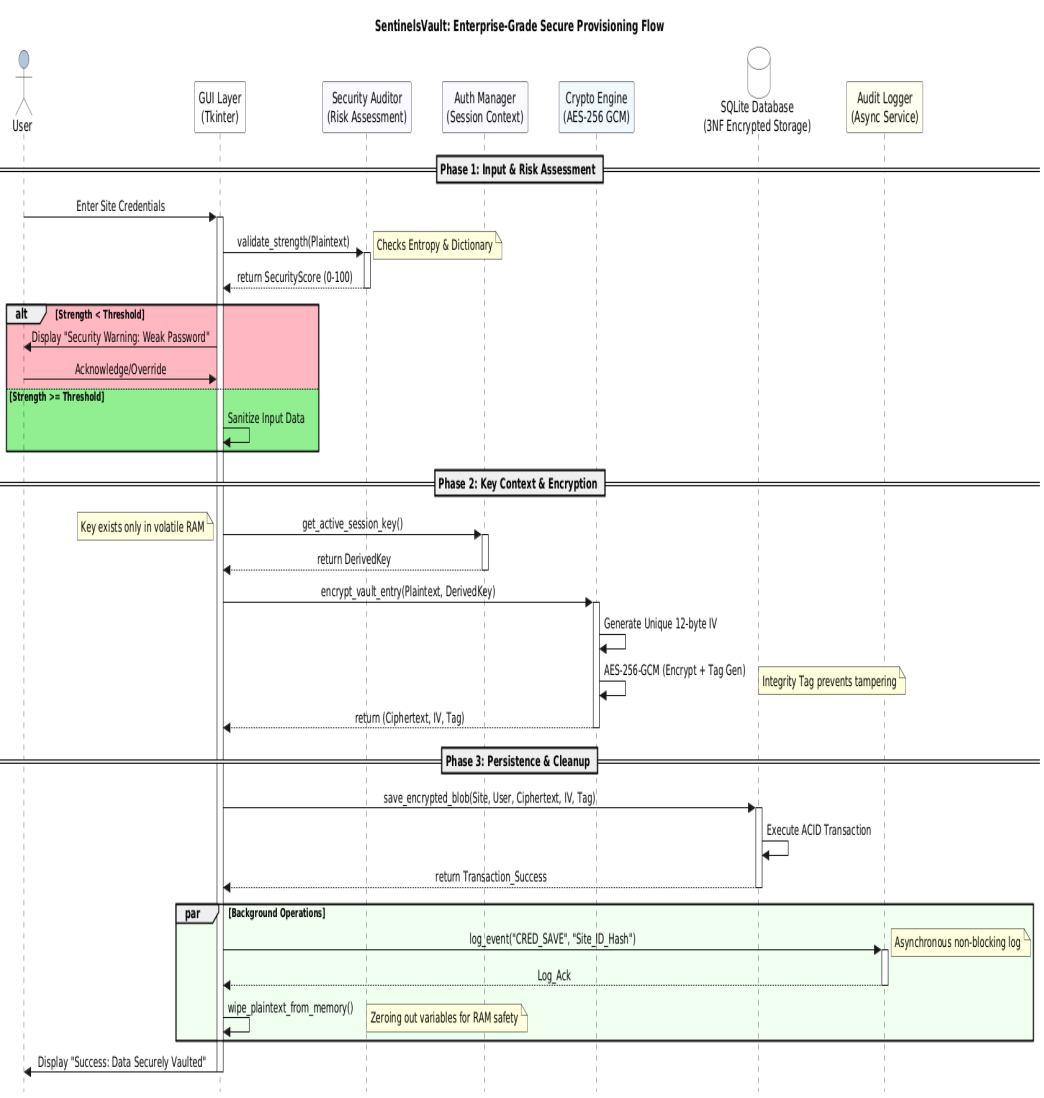 SentinelsVault: Enterprise-Grade Secure Provisioning Flow
User
GUI Layer
(Tkinter)
Security Auditor
(Risk Assessment)
Auth Manager
(Session Context)
Crypto Engine
(AES-256 GCM)
SQLite Database
(3NF Encrypted Storage)
Audit Logger
(Async Service)
Phase 1: Input & Risk Assessment
Enter Site Credentials
validate_strength(Plaintext)
Checks Entropy & Dictionary
return SecurityScore (0-100)
alt
[Strength < Threshold]
Display "Security Warning: Weak Password"
Acknowledge/Override
[Strength >= Threshold]
Sanitize Input Data
Phase 2: Key Context & Encryption
Key exists only in volatile RAM
get_active_session_key()
return DerivedKey
encrypt_vault_entry(Plaintext, DerivedKey)
Generate Unique 12-byte IV
AES-256-GCM (Encrypt + Tag Gen)
Integrity Tag prevents tampering
return (Ciphertext, IV, Tag)
Phase 3: Persistence & Cleanup
save_encrypted_blob(Site, User, Ciphertext, IV, Tag)
Execute ACID Transaction
return Transaction_Success
par
[Background Operations]
log_event("CRED_SAVE", "Site_ID_Hash")
Asynchronous non-blocking log
Log_Ack
wipe_plaintext_from_memory()
Zeroing out variables for RAM safety
Display "Success: Data Securely Vaulted"